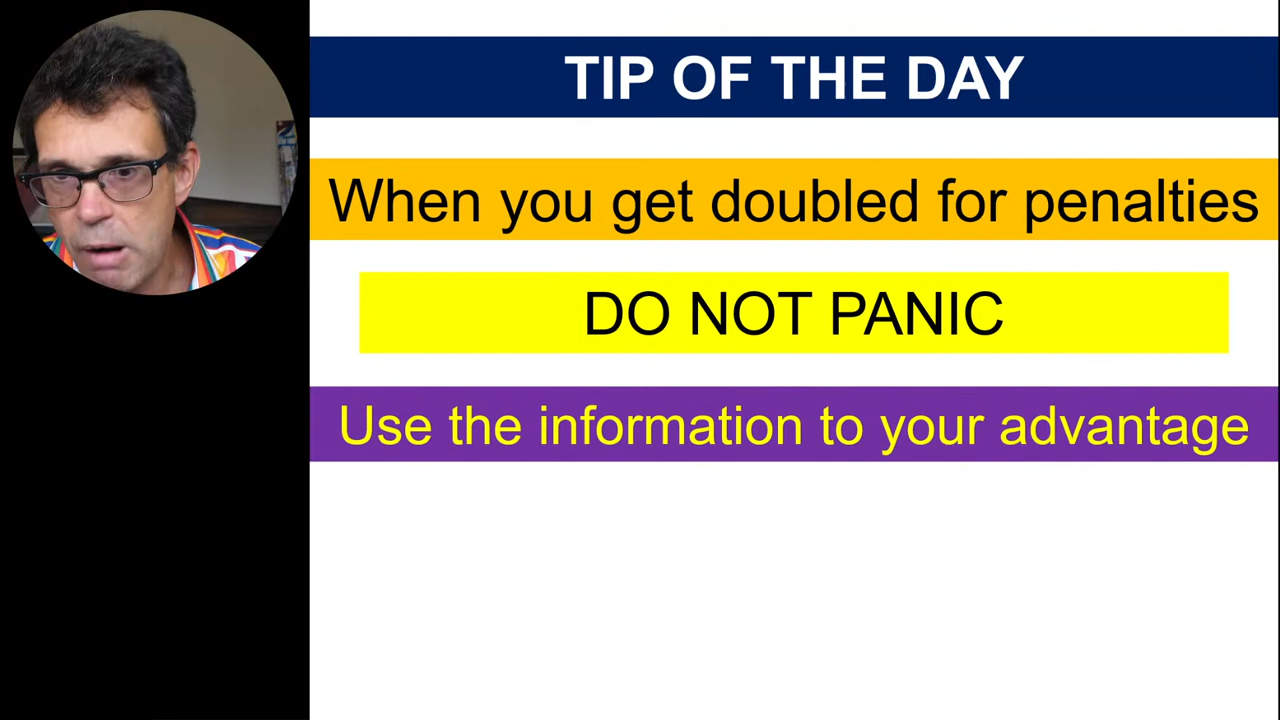 TIP OF THE DAY
When you get doubled for penalties
DO NOT PANIC
Use the information to your advantage